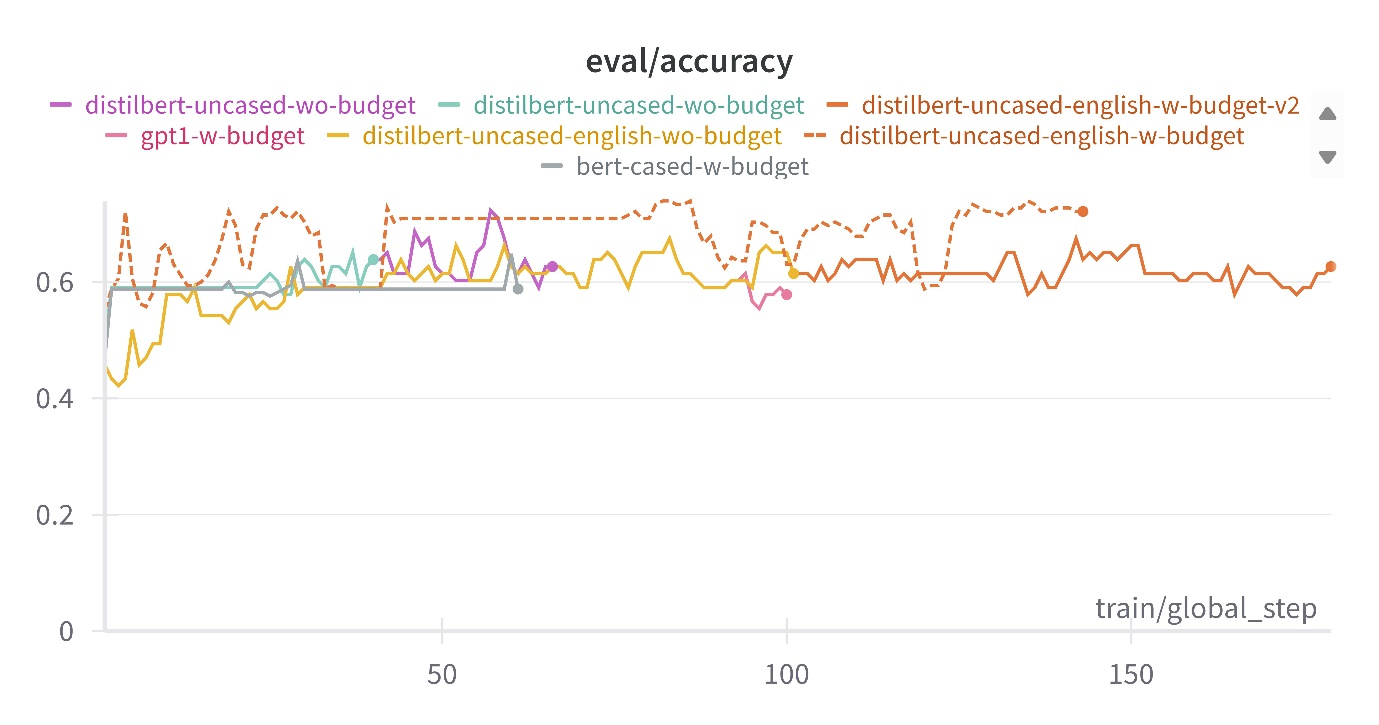 eval/accuracy
distilbert-uncased-wo-budget distilbert-uncased-wo-budget distilbert-uncased-english-w-budget-v2
gpt1-w-budget distilbert-uncased-english-wo-budget distilbert-uncased-english-w-budget
bert-cased-w-budget
0.6
0.4
0.2
train/global_step
0
50 100 150